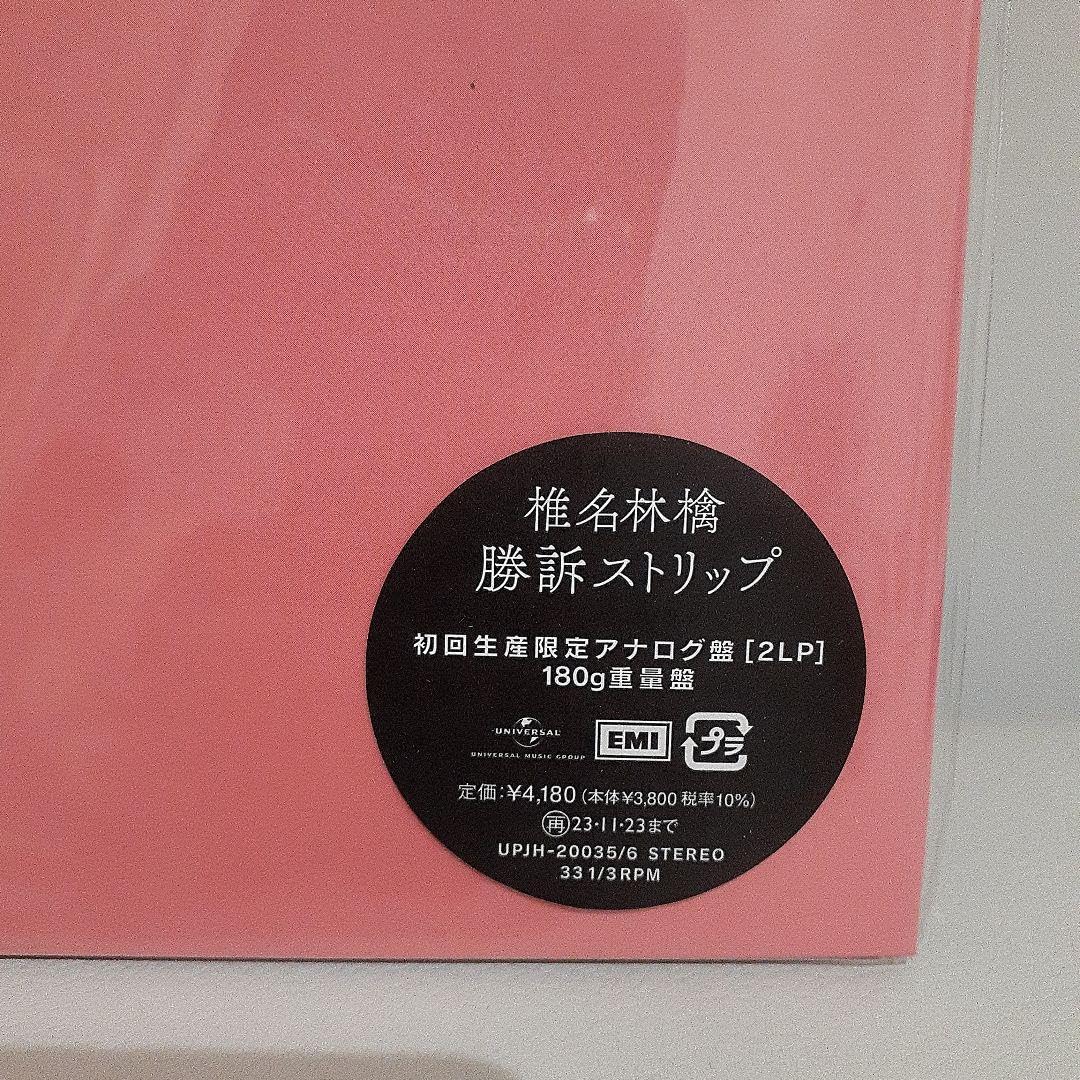 椎名林檎
勝訴ストリップ
初回生産限定アナログ盤[2LP]
180g重量盤
UNIVERSAL
UNIVERSAL MUSIC GROUP
EMI
プラ
定価:¥4,180(本体¥3,800 税率10%)
再23・11・23まで
UPJH-20035/6 STEREO
33 1/3RPM